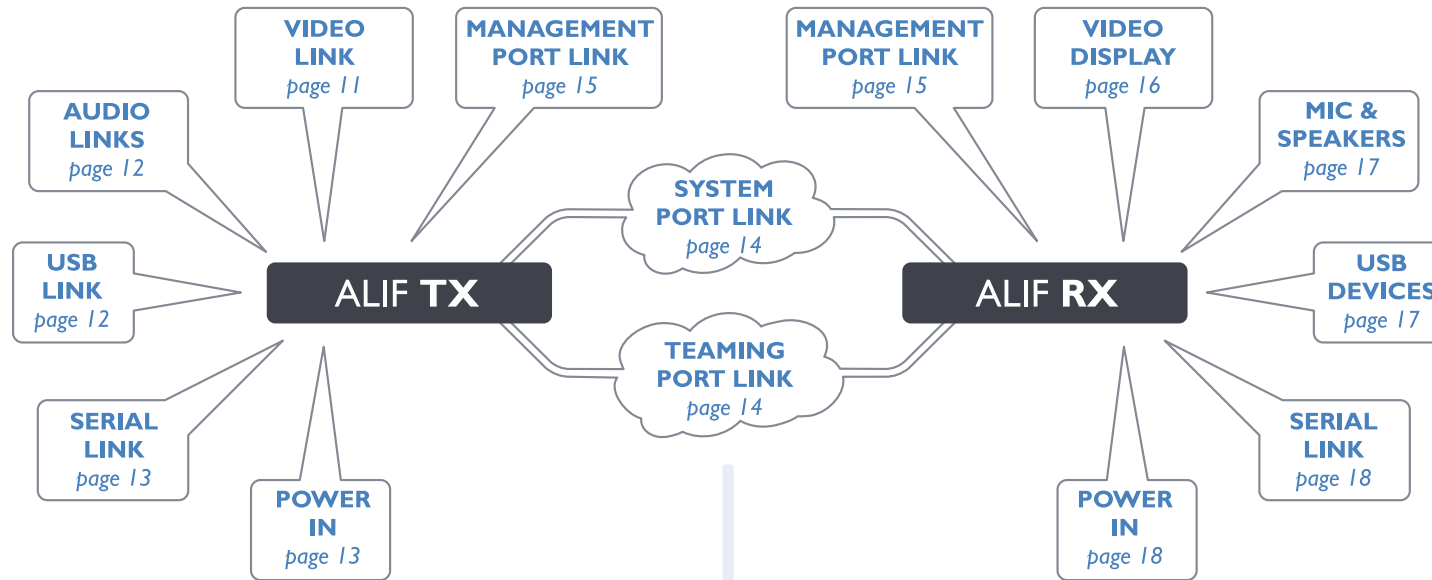 VIDEO
LINK
page 11
MANAGEMENT
PORT LINK
page 15
MANAGEMENT
PORT LINK
page 15
VIDEO
DISPLAY
page 16
AUDIO
LINKS
page 12
MIC &
SPEAKERS
page 17
SYSTEM
PORT LINK
page 14
USB
LINK
page 12
ALIF TX
ALIF RX
USB
DEVICES
page 17
TEAMING
PORT LINK
page 14
SERIAL
LINK
page 13
SERIAL
LINK
page 18
POWER
IN
page 13
POWER
IN
page 18